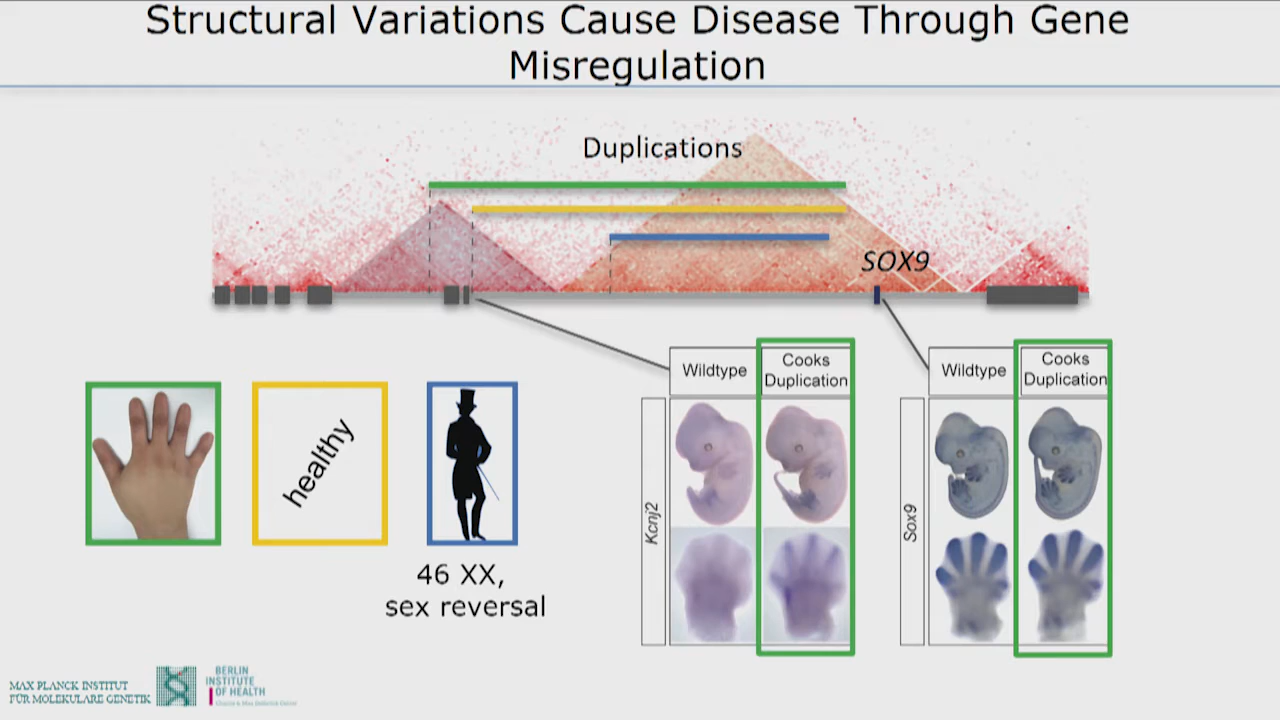 Structural Variations Cause Disease Through Gene
Misregulation
Duplications
SOX9
Wildtype
Cooks
Duplication
Wildtype
Cooks
Duplication
healthy
Kcnj2
Sox9
46 XX,
sex reversal
MAX PLANCK INSTITUT
FÜR MOLEKULARE GENETIK
BERLIN
INSTITUTE
OF HEALTH